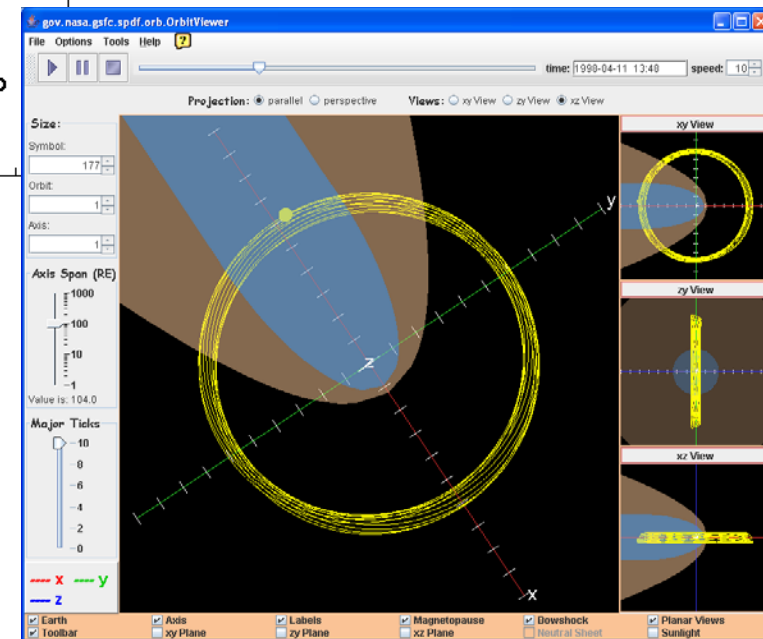 gov.nasa.gsfc.spdf.orb.OrbitViewer
File Options Tools Help ?
time: 1998-04-11 13:48 speed: 10
Projection: parallel perspective Views: xy View zy View xz View
Size:
Symbol:
177
Orbit:
1
Axis:
1
Axis Span (RE)
1000
100
10
1
Value is: 104.0
Major Ticks
10
8
6
4
2
0
x y
z
y
z
x
xy View
zy View
xz View
Earth Axis Labels Magnetopause Bowshock Planar Views
Toolbar xy Plane zy Plane xz Plane Neutral Sheet Sunlight